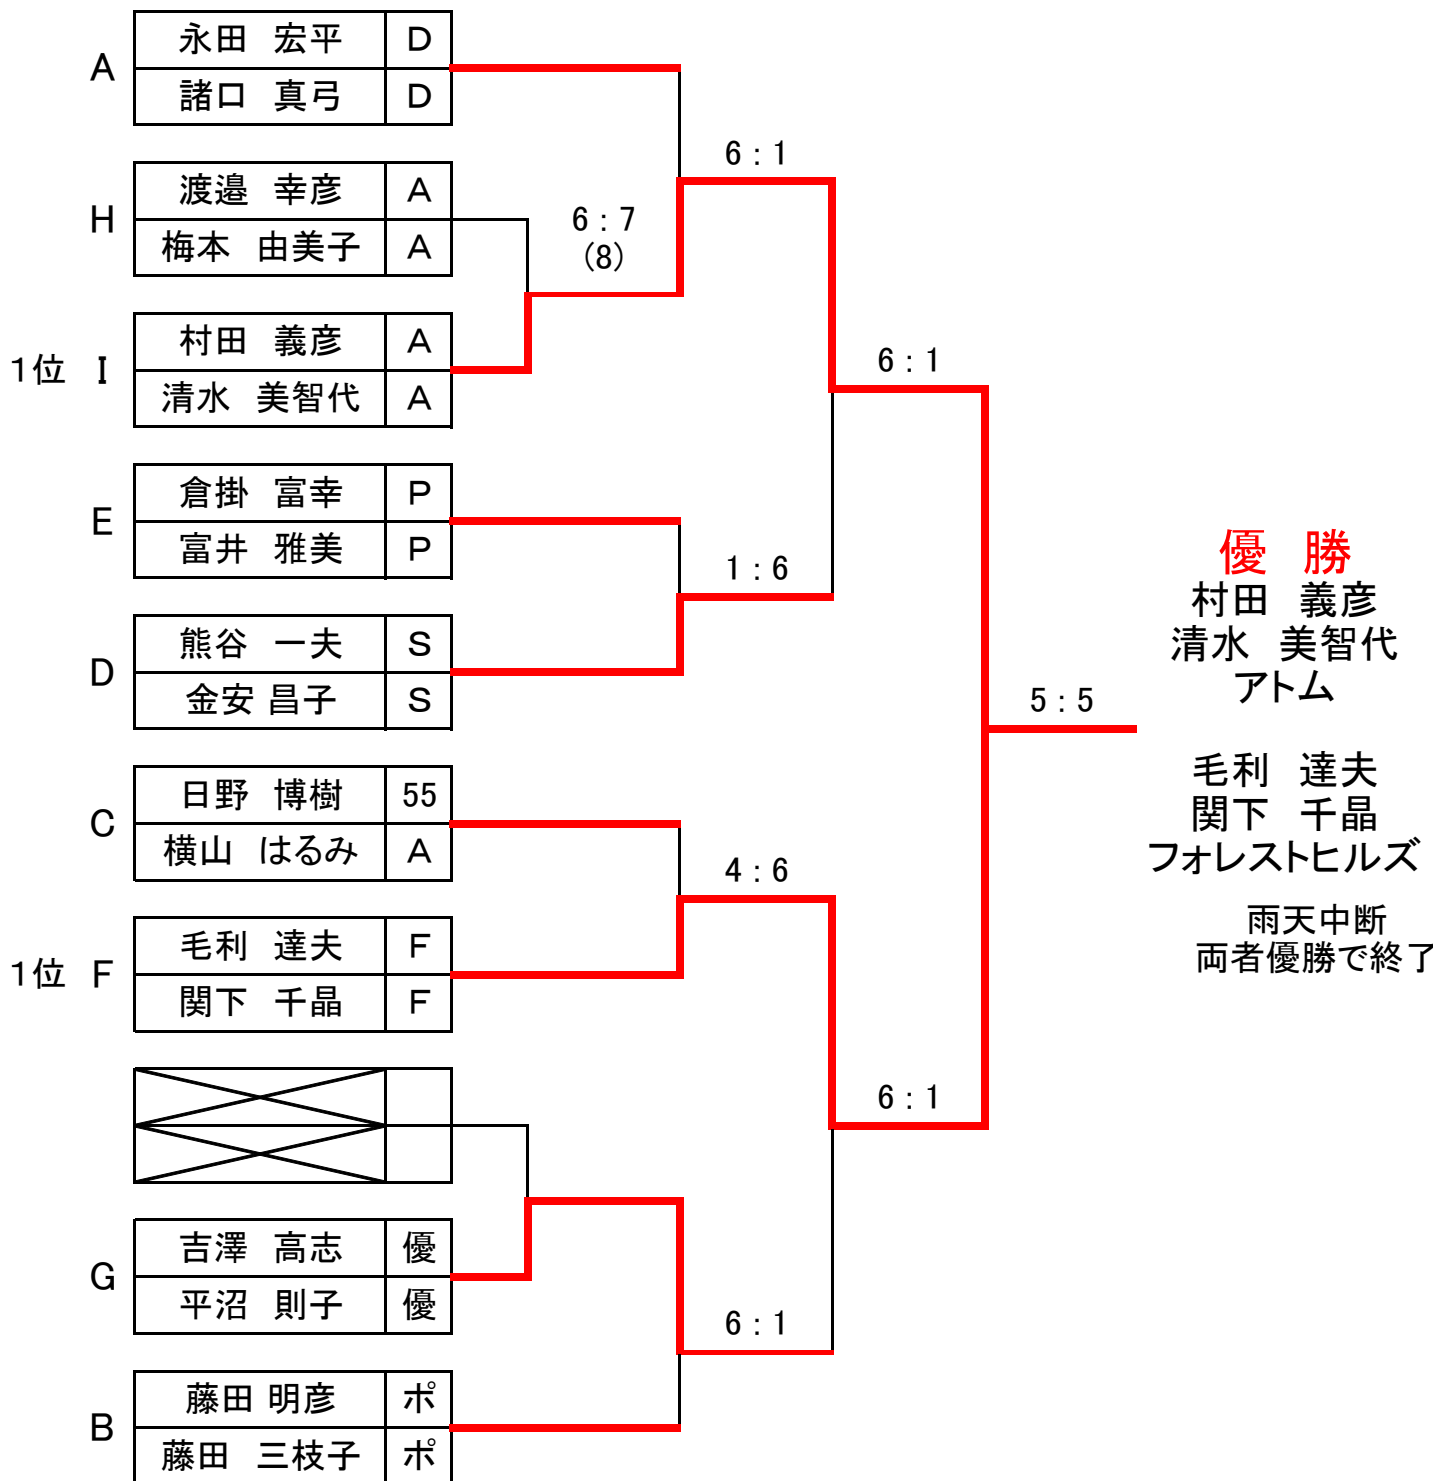 A
永田 宏平 D
諸口 真弓 D
H
渡邉 幸彦 A
梅本 由美子 A
1位 I
村田 義彦 A
清水 美智代 A
E
倉掛 富幸 P
富井 雅美 P
D
熊谷 一夫 S
金安 昌子 S
C
日野 博樹 55
横山 はるみ A
1位 F
毛利 達夫 F
関下 千晶 F
G
吉澤 高志 優
平沼 則子 優
B
藤田 明彦 ポ
藤田 三枝子 ポ
6：7
(8)
6：1
1：6
4：6
6：1
6：1
6：1
5：5
優 勝
村田 義彦
清水 美智代
アトム
毛利 達夫
関下 千晶
フォレストヒルズ
雨天中断
両者優勝で終了